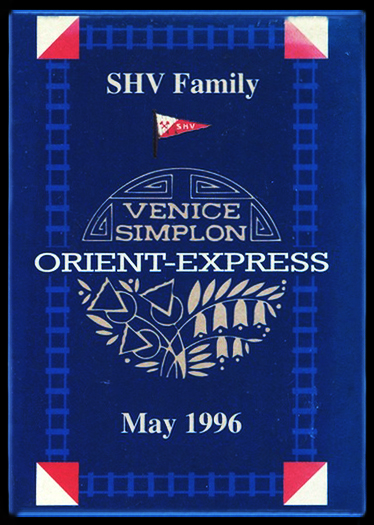 SHV Family
SHV
VENICE
SIMPLON
ORIENT-EXPRESS
May 1996